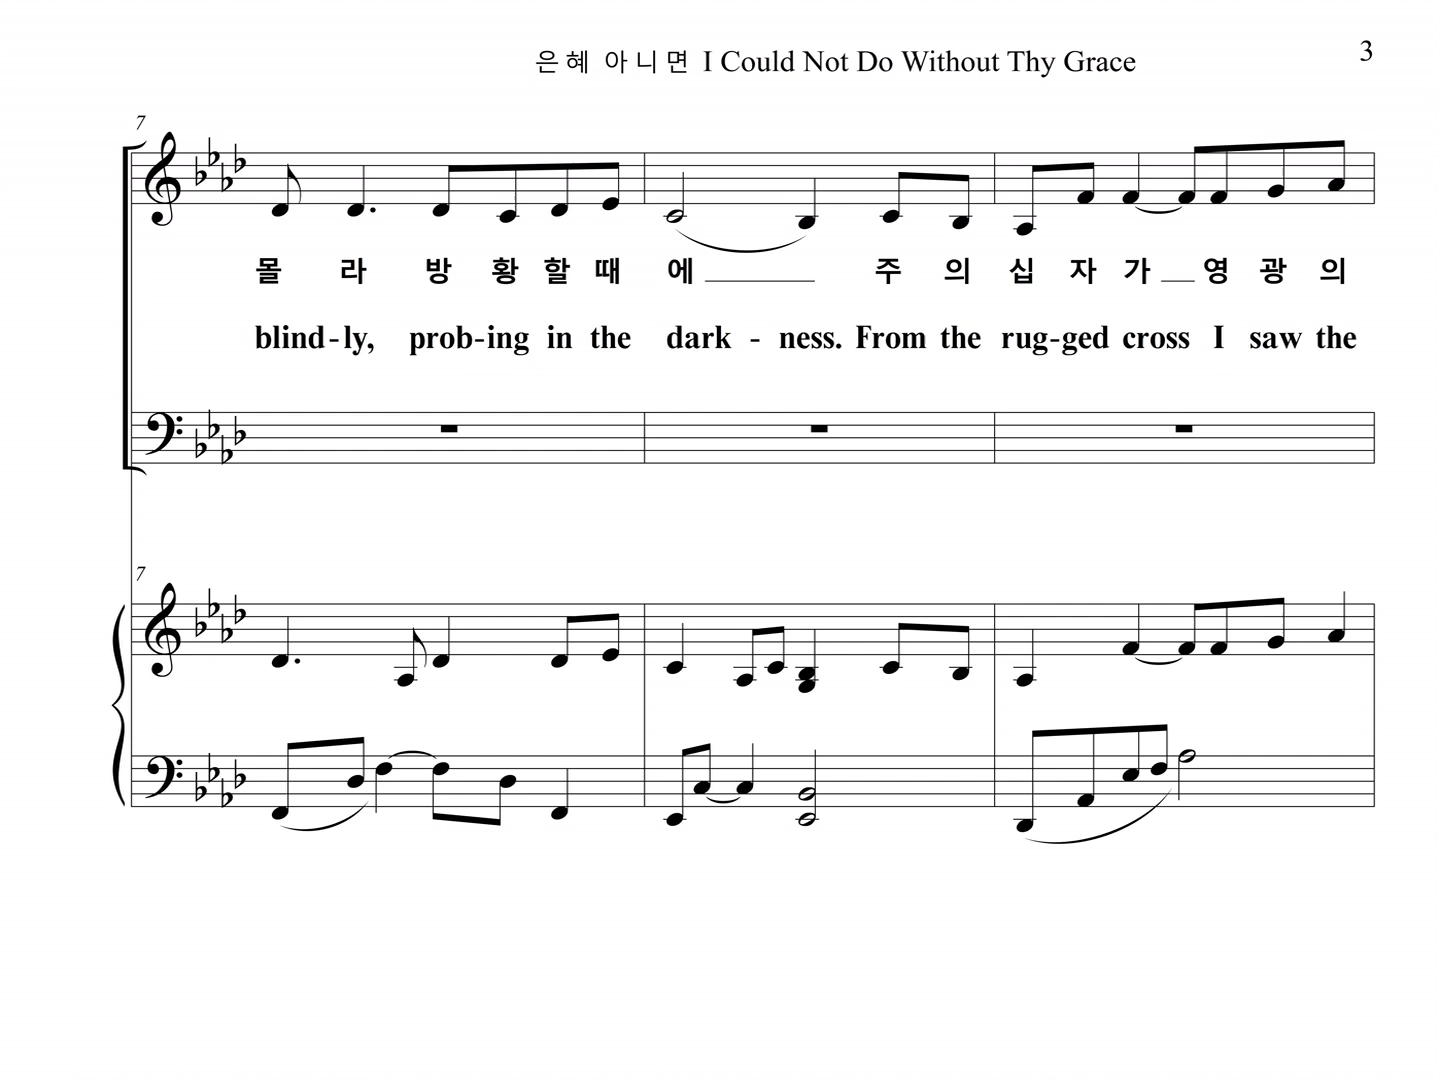 은혜 아니면 I Could Not Do Without Thy Grace
3
7
몰 라 방 황 할 때 에 주 의 십 자 가 영 광 의
blind-ly, prob-ing in the dark - ness. From the rug-ged cross I saw the
7